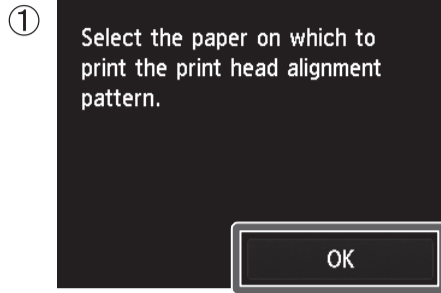 ①
Select the paper on which to
print the print head alignment
pattern.
OK